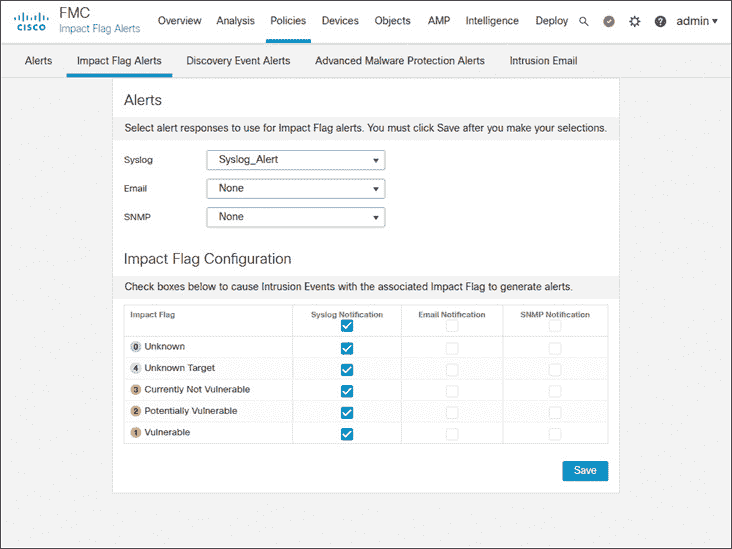 CISCO
FMC
Impact Flag Alerts
Overview Analysis Policies Devices Objects AMP Intelligence Deploy ? admin
Alerts Impact Flag Alerts Discovery Event Alerts Advanced Malware Protection Alerts Intrusion Email
Alerts
Select alert responses to use for Impact Flag alerts. You must click Save after you make your selections.
Syslog Syslog_Alert
Email None
SNMP None
Impact Flag Configuration
Check boxes below to cause Intrusion Events with the associated Impact Flag to generate alerts.
Impact Flag Syslog Notification Email Notification SNMP Notification
0 Unknown
4 Unknown Target
3 Currently Not Vulnerable
2 Potentially Vulnerable
1 Vulnerable
Save